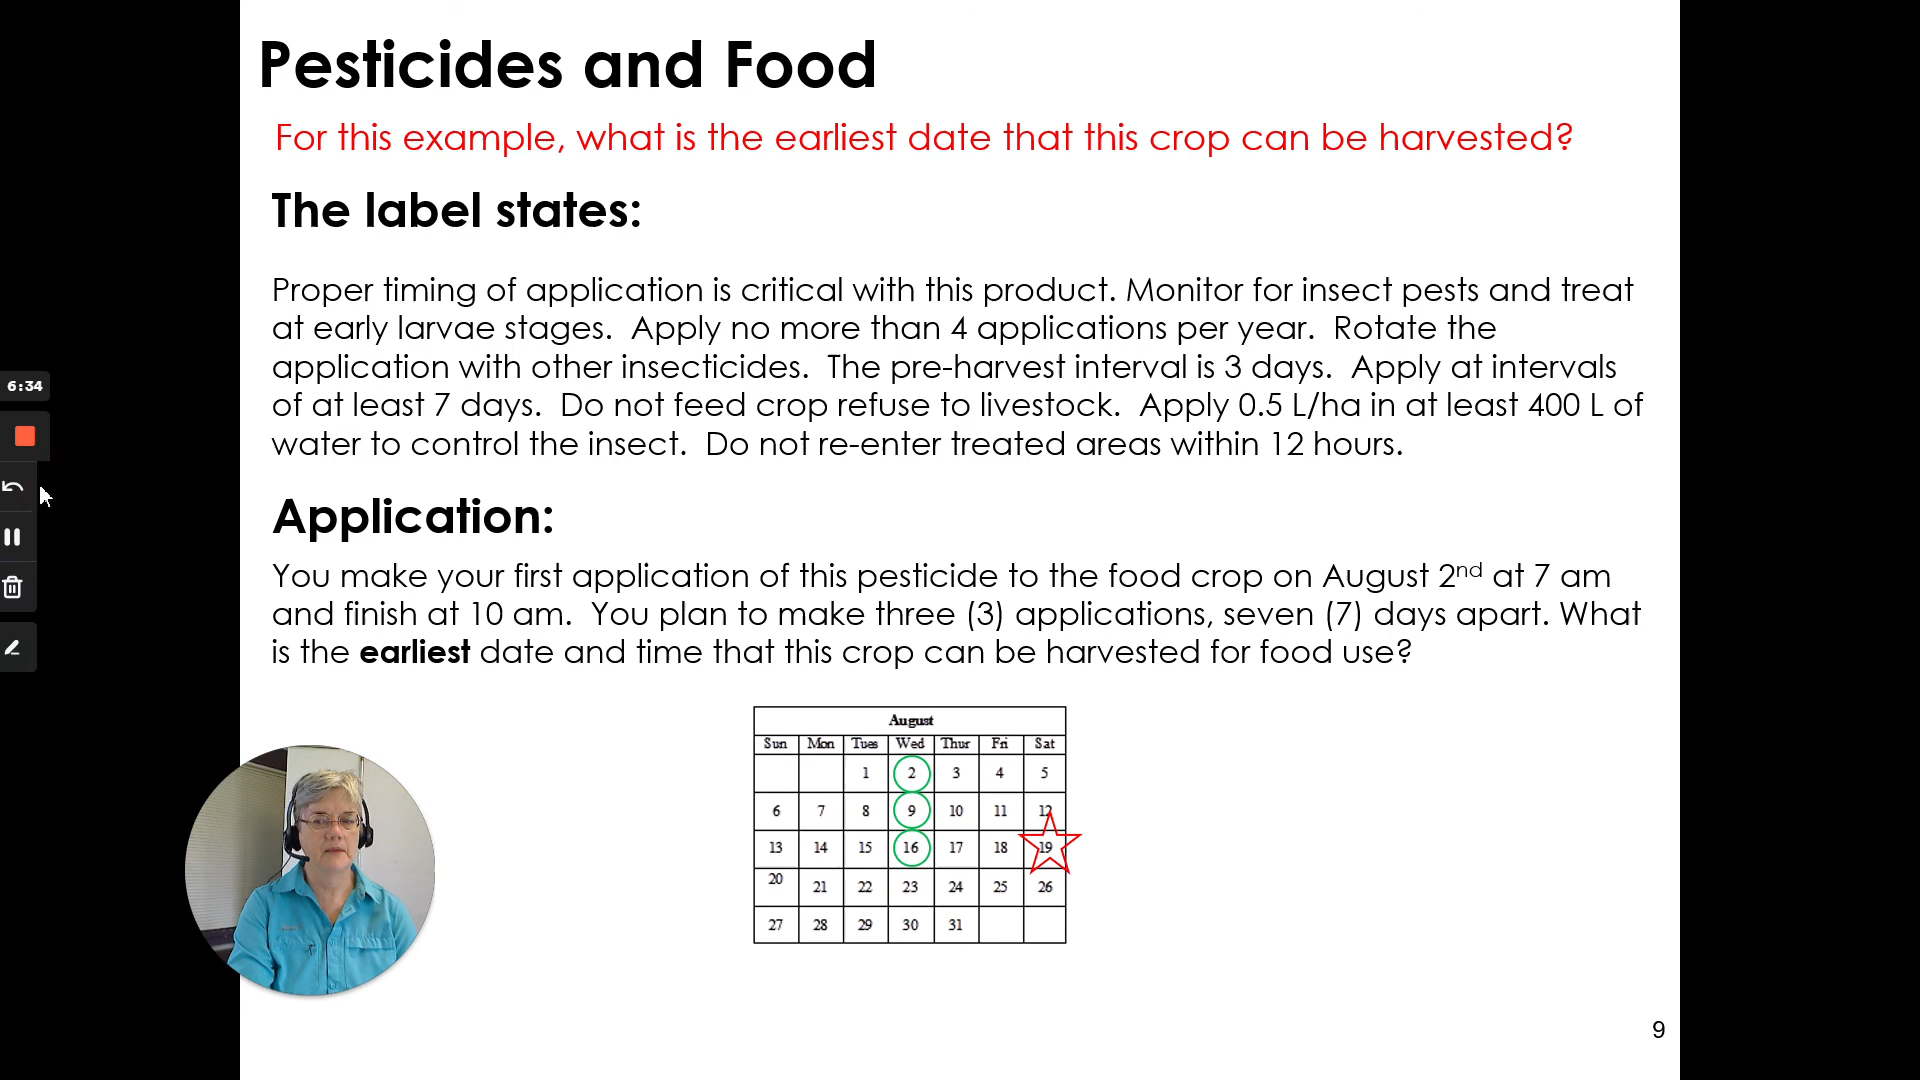 Pesticides and Food
For this example, what is the earliest date that this crop can be harvested?
The label states:
Proper timing of application is critical with this product. Monitor for insect pests and treat
at early larvae stages.  Apply no more than 4 applications per year.  Rotate the
application with other insecticides.  The pre-harvest interval is 3 days.  Apply at intervals
of at least 7 days.  Do not feed crop refuse to livestock.  Apply 0.5 L/ha in at least 400 L of
water to control the insect.  Do not re-enter treated areas within 12 hours.
6:34
Application:
You make your first application of this pesticide to the food crop on August 2nd at 7 am
and finish at 10 am.  You plan to make three (3) applications, seven (7) days apart. What
is the earliest date and time that this crop can be harvested for food use?
August
Sun Mon Tues Wed Thur Fri Sat
1 2 3 4 5
6 7 8 9 10 11 12
13 14 15 16 17 18 19
20 21 22 23 24 25 26
27 28 29 30 31
9